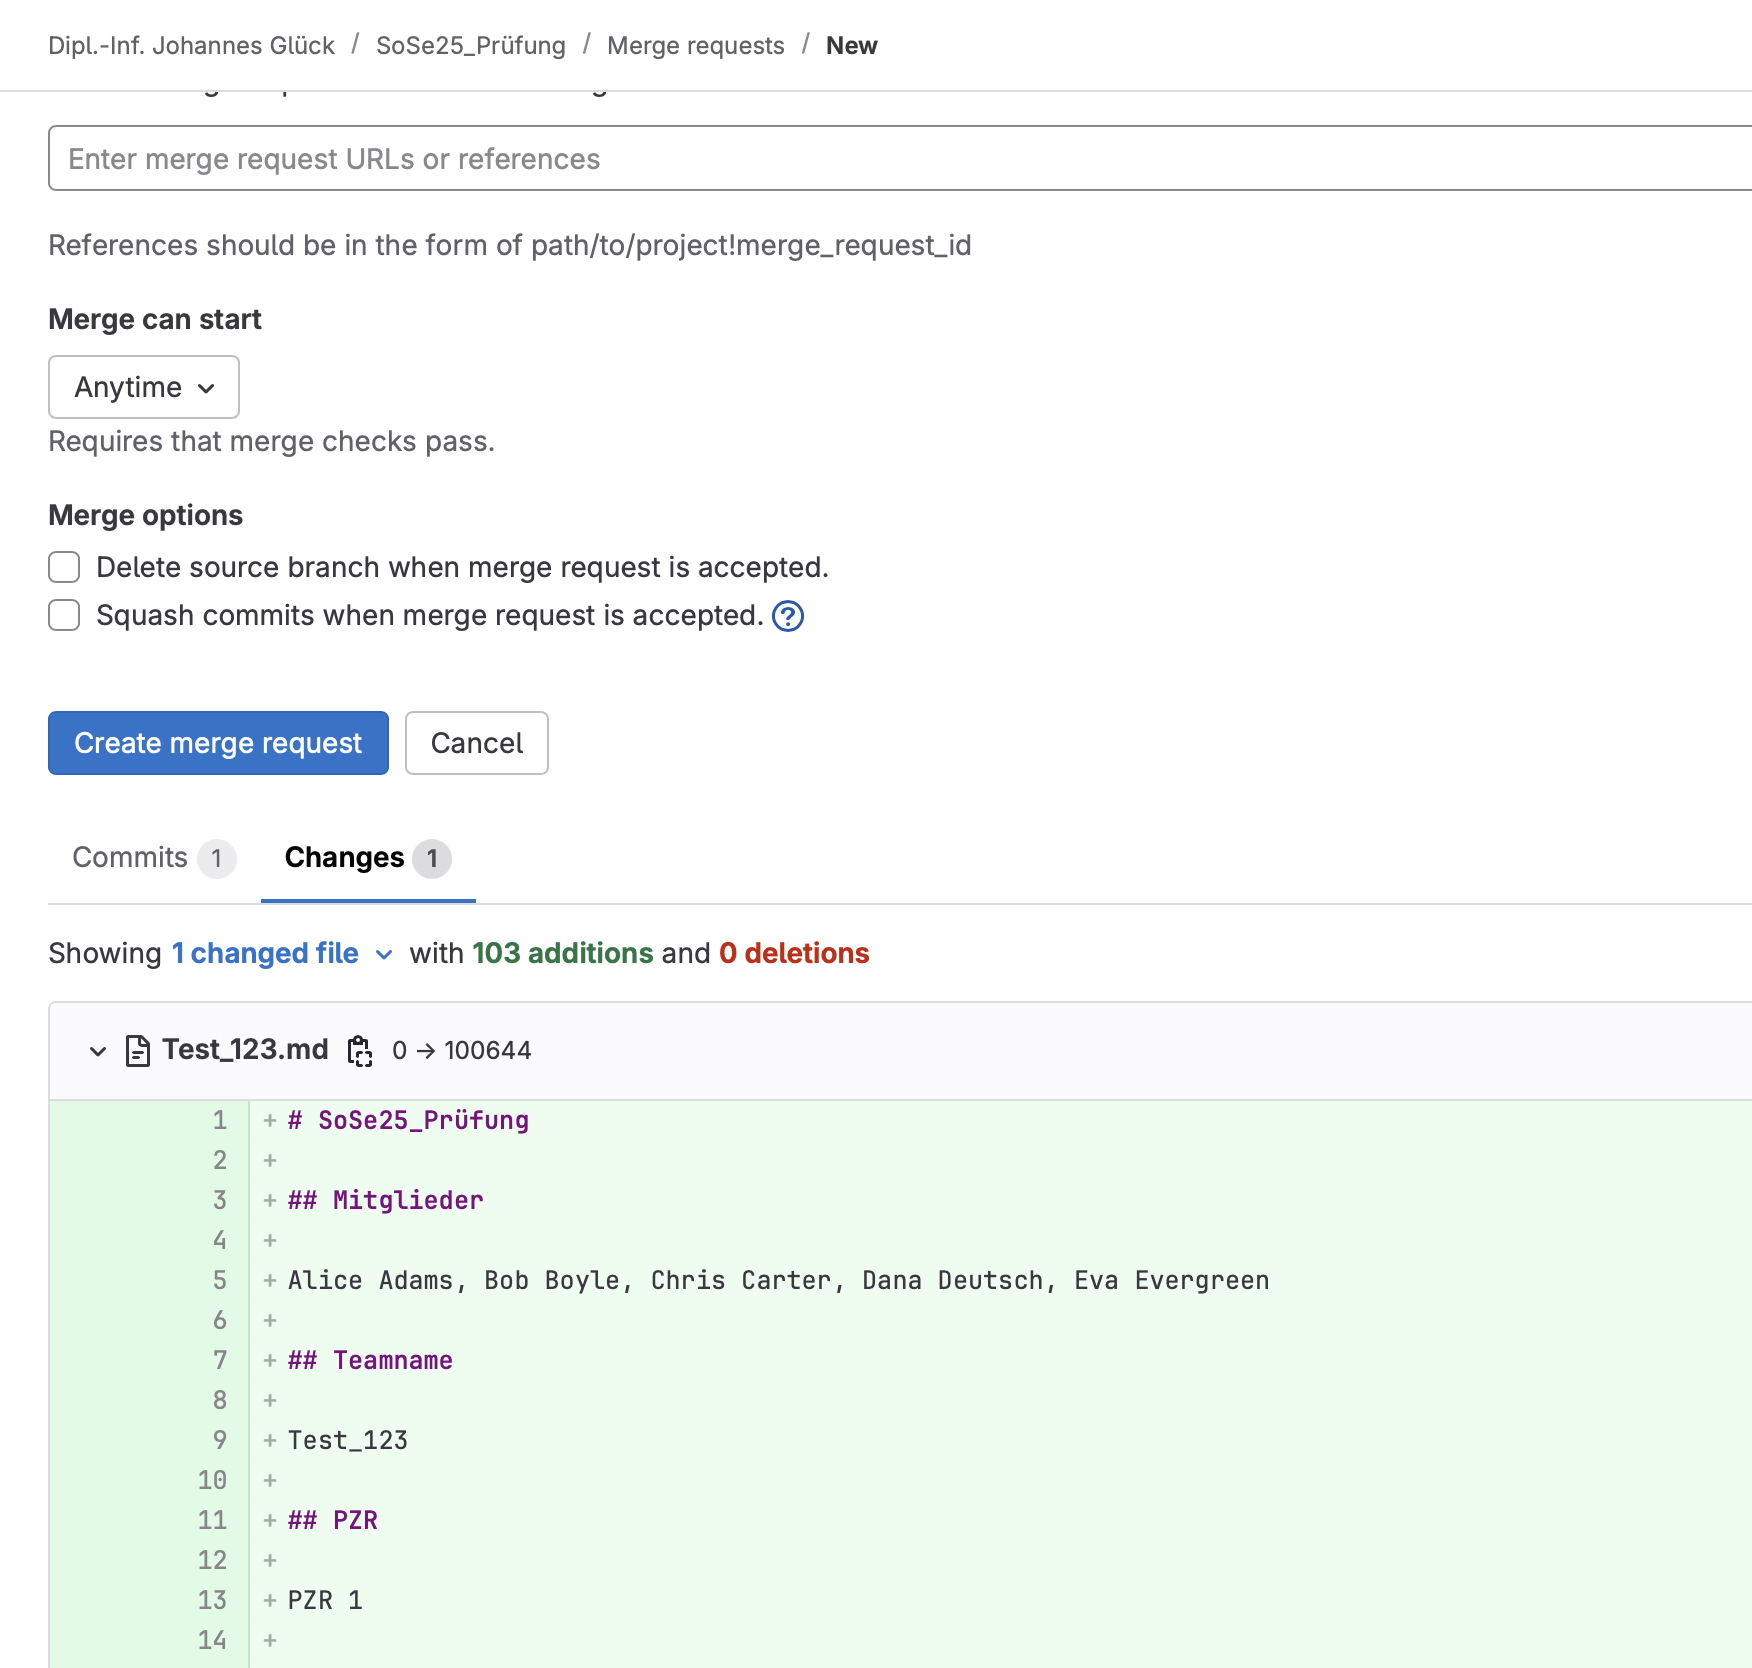 Dipl.-Inf. Johannes Glück / SoSe25_Prüfung / Merge requests / New
Enter merge request URLs or references
References should be in the form of path/to/project!merge_request_id
Merge can start
Anytime
Requires that merge checks pass.
Merge options
Delete source branch when merge request is accepted.
Squash commits when merge request is accepted. ?
Create merge request Cancel
Commits 1 Changes 1
Showing 1 changed file with 103 additions and 0 deletions
Test_123.md 0 → 100644
1 + # SoSe25_Prüfung
2 +
3 + ## Mitglieder
4 +
5 + Alice Adams, Bob Boyle, Chris Carter, Dana Deutsch, Eva Evergreen
6 +
7 + ## Teamname
8 +
9 + Test_123
10 +
11 + ## PZR
12 +
13 + PZR 1
14 +